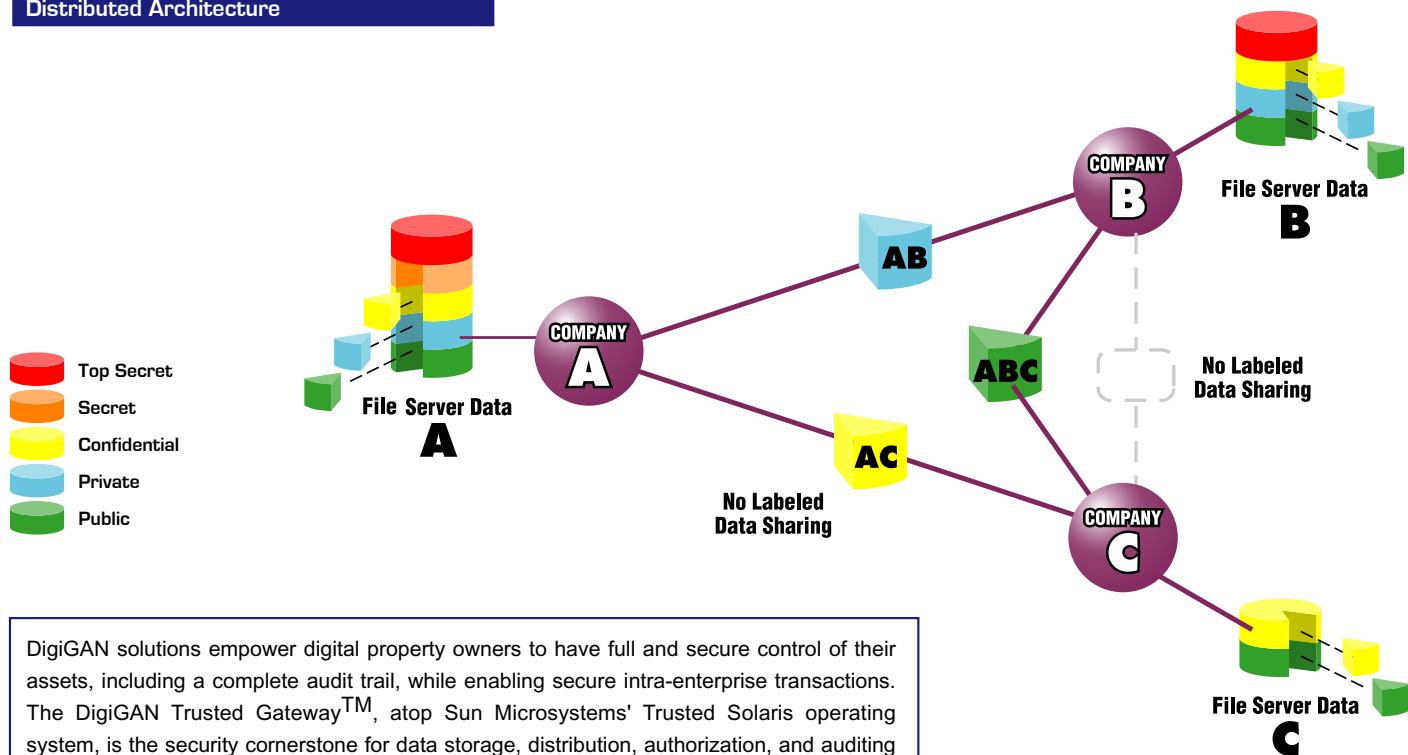 Distributed Architecture
COMPANY
B
File Server Data
B
AB
COMPANY
A
File Server Data
A
Top Secret
Secret
Confidential
Private
Public
ABC
No Labeled
Data Sharing
AC
No Labeled
Data Sharing
COMPANY
C
File Server Data
C
DigiGAN solutions empower digital property owners to have full and secure control of their
assets, including a complete audit trail, while enabling secure intra-enterprise transactions.
The DigiGAN Trusted Gateway™, atop Sun Microsystems' Trusted Solaris operating
system, is the security cornerstone for data storage, distribution, authorization, and auditing